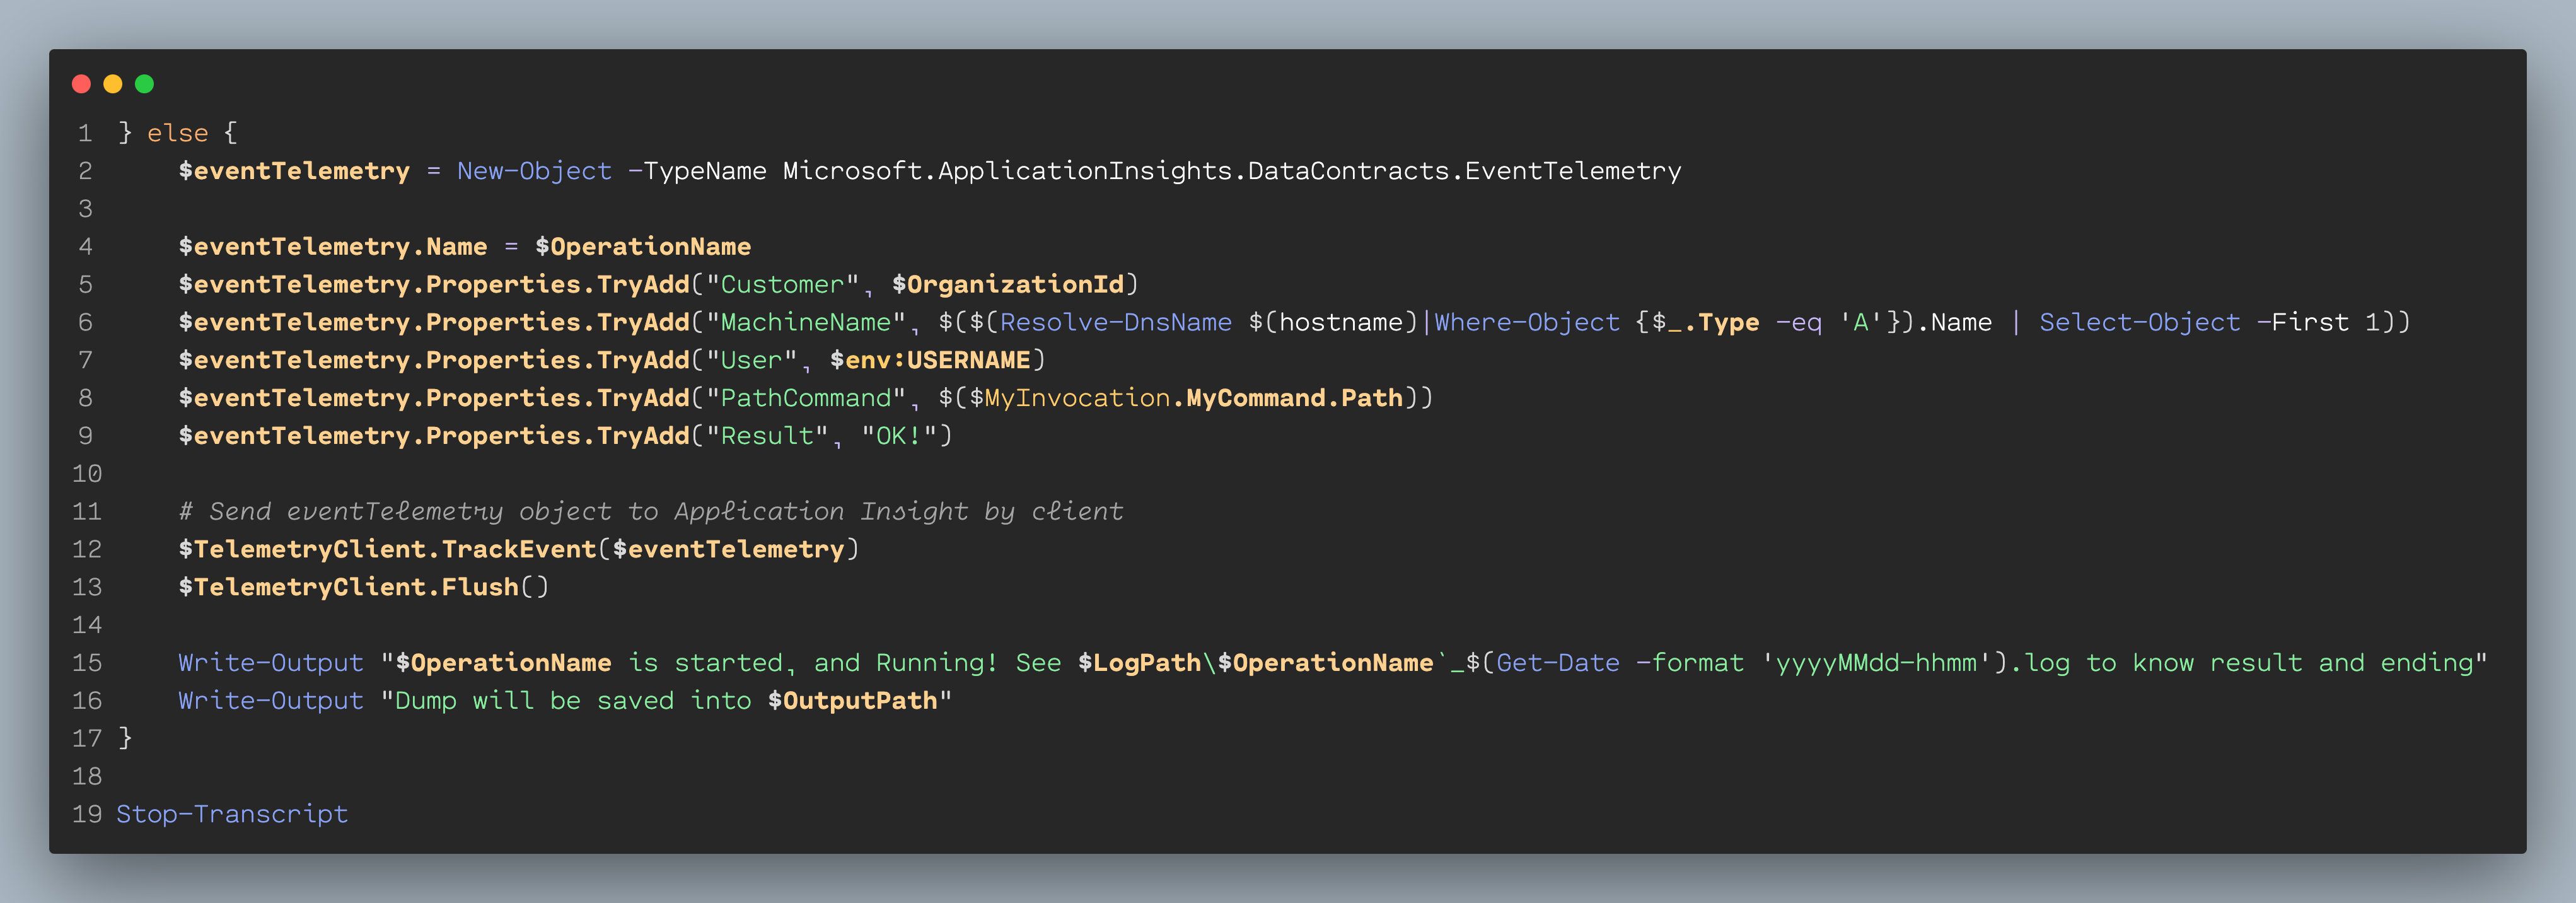 1 } else {
2     $eventTelemetry = New-Object -TypeName Microsoft.ApplicationInsights.DataContracts.EventTelemetry
3
4     $eventTelemetry.Name = $OperationName
5     $eventTelemetry.Properties.TryAdd("Customer", $OrganizationId)
6     $eventTelemetry.Properties.TryAdd("MachineName", $($(Resolve-DnsName $(hostname)|Where-Object {$_.Type -eq 'A'}).Name | Select-Object -First 1))
7     $eventTelemetry.Properties.TryAdd("User", $env:USERNAME)
8     $eventTelemetry.Properties.TryAdd("PathCommand", $($MyInvocation.MyCommand.Path))
9     $eventTelemetry.Properties.TryAdd("Result", "OK!")
10
11     # Send eventTelemetry object to Application Insight by client
12     $TelemetryClient.TrackEvent($eventTelemetry)
13     $TelemetryClient.Flush()
14
15     Write-Output "$OperationName is started, and Running! See $LogPath\$OperationName`_$(Get-Date -format 'yyyyMMdd-hhmm').log to know result and ending"
16     Write-Output "Dump will be saved into $OutputPath"
17 }
18
19 Stop-Transcript